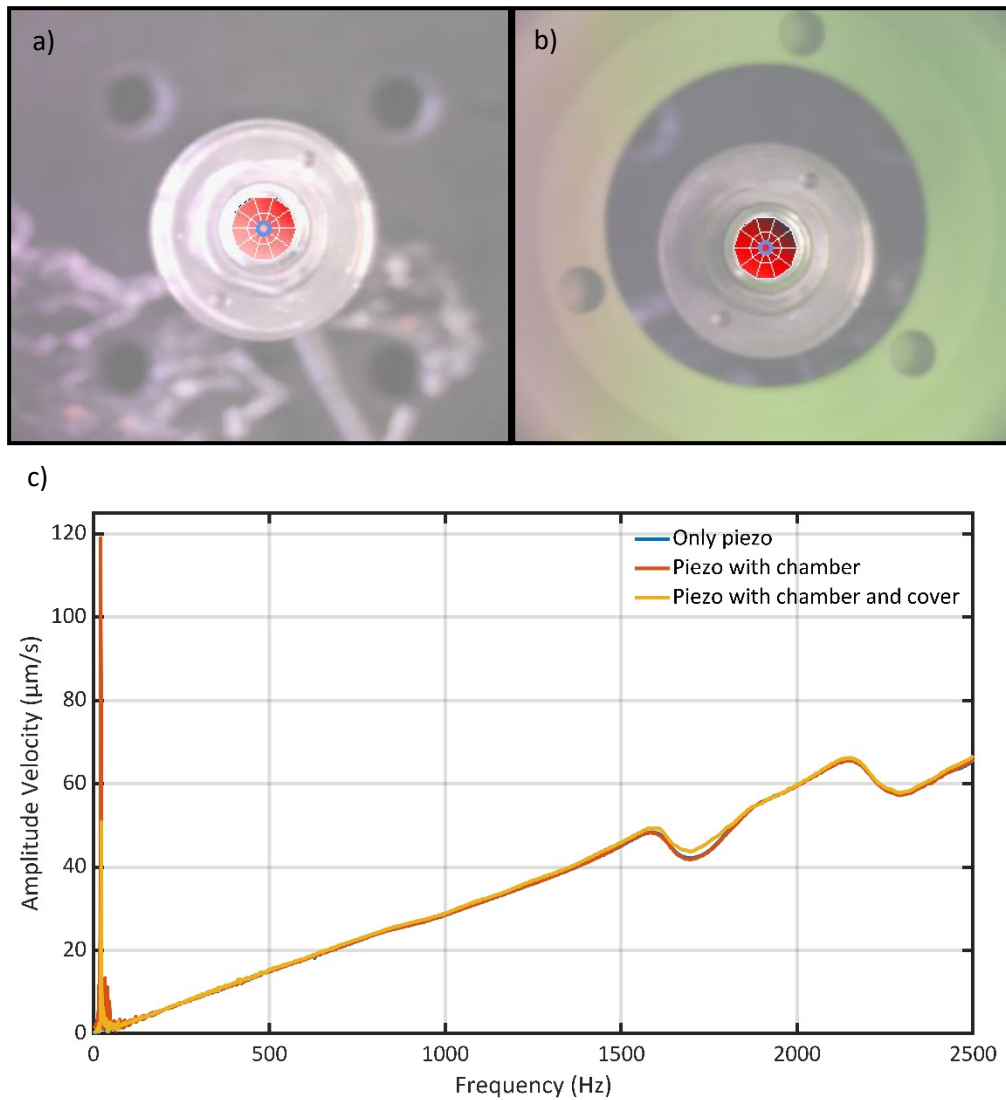 a)
b)
c)
120
100
80
60
40
20
0
Amplitude Velocity (µm/s)
Only piezo
Piezo with chamber
Piezo with chamber and cover
0
500
1000
1500
2000
2500
Frequency (Hz)